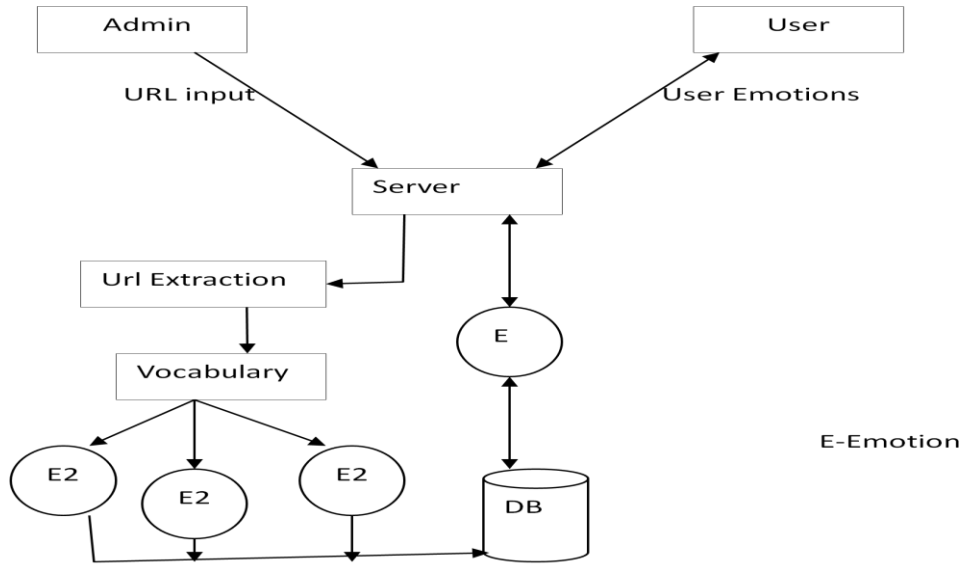 Admin
User
URL input
User Emotions
Server
Url Extraction
E
Vocabulary
E-Emotion
E2
E2
E2
DB